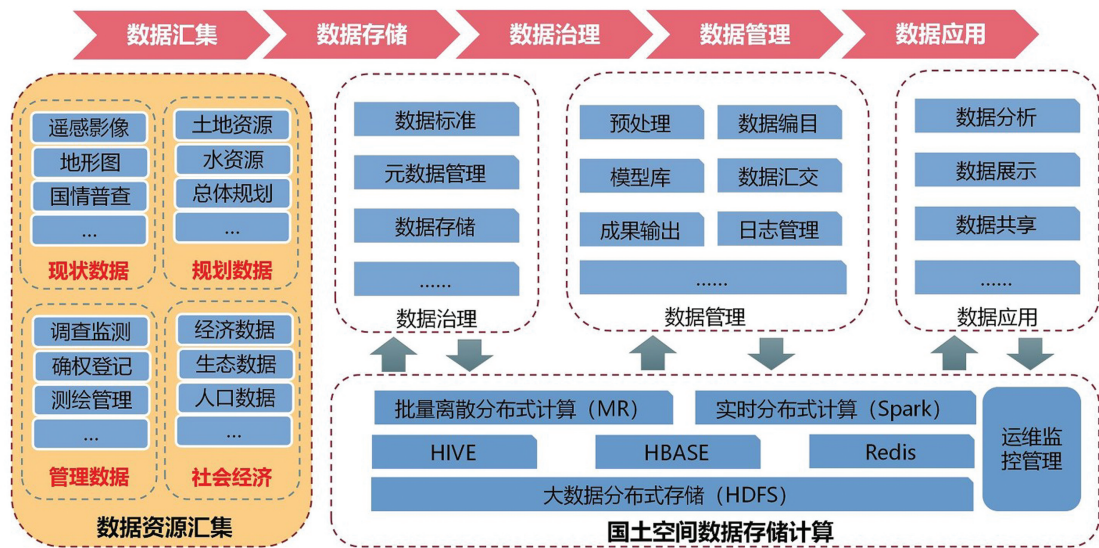 数据汇集
数据存储
数据治理
数据管理
数据应用
遥感影像
地形图
国情普查
...
现状数据
土地资源
水资源
总体规划
...
规划数据
调查监测
确权登记
测绘管理
...
管理数据
经济数据
生态数据
人口数据
...
社会经济
数据资源汇集
数据标准
元数据管理
数据存储
......
数据治理
预处理
数据编目
模型库
数据汇交
成果输出
日志管理
......
数据管理
数据分析
数据展示
数据共享
......
数据应用
批量离散分布式计算（MR）
实时分布式计算（Spark）
HIVE
HBASE
Redis
大数据分布式存储（HDFS）
运维监
控管理
国土空间数据存储计算